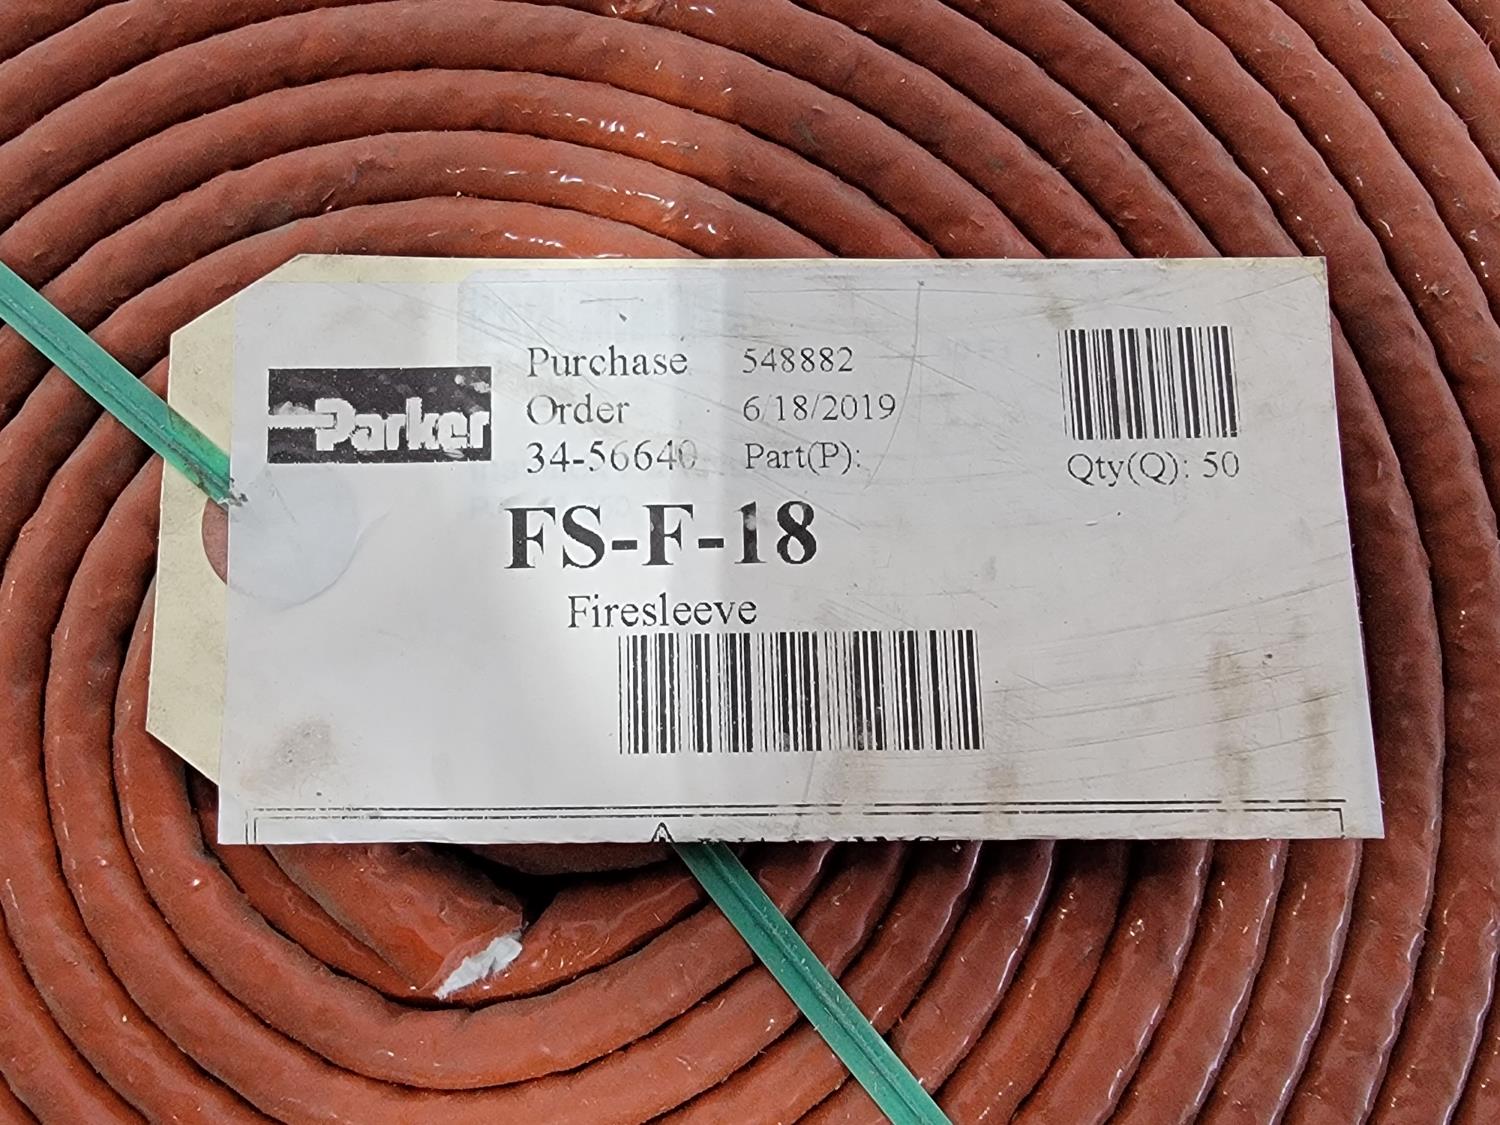 Parker
Purchase 548882
Order 6/18/2019
34-56640 Part(P):
Qty(Q): 50
FS-F-18
Firesleeve